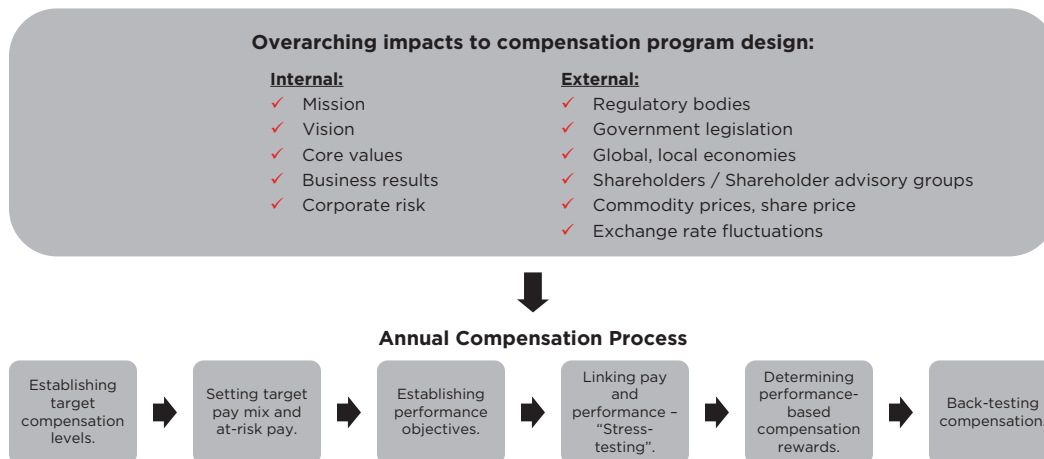 Overarching impacts to compensation program design:
Internal:
✓ Mission
✓ Vision
✓ Core values
✓ Business results
✓ Corporate risk
External:
✓ Regulatory bodies
✓ Government legislation
✓ Global, local economies
✓ Shareholders / Shareholder advisory groups
✓ Commodity prices, share price
✓ Exchange rate fluctuations
Annual Compensation Process
Establishing
target
compensation
levels.
Setting target
pay mix and
at-risk pay.
Establishing
performance
objectives.
Linking pay
and
performance –
“Stress-
testing”.
Determining
performance-
based
compensation
rewards.
Back-testing
compensation.